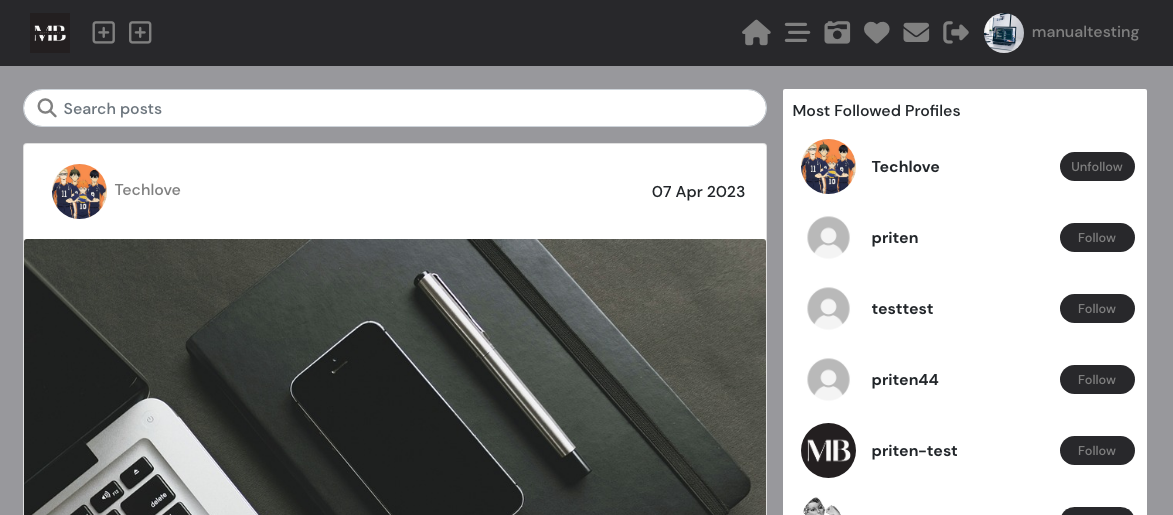 MB
manualtesting
Search posts
Techlove
07 Apr 2023
delete
Most Followed Profiles
Techlove
Unfollow
priten
Follow
testtest
Follow
priten44
Follow
MB
priten-test
Follow